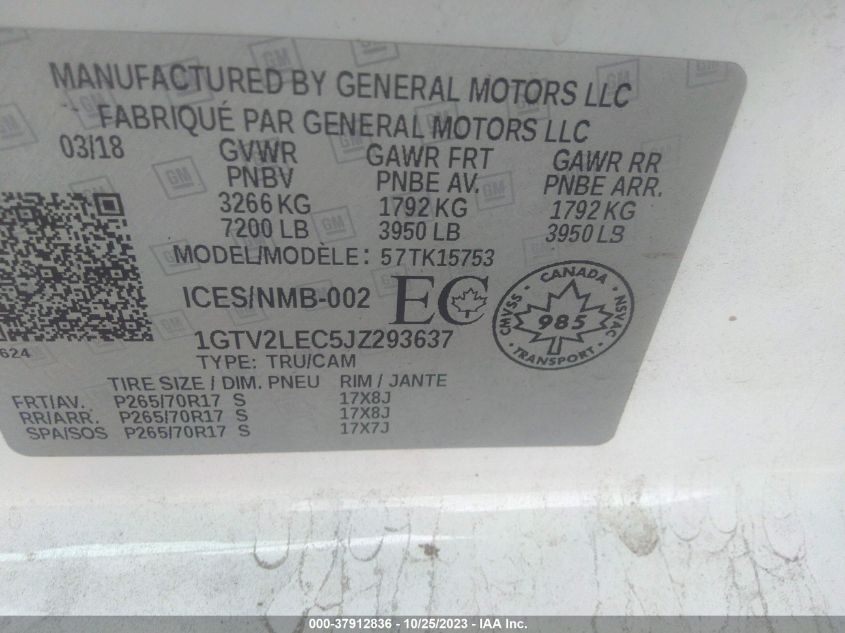 MANUFACTURED BY GENERAL MOTORS LLC
FABRIQUÉ PAR GENERAL MOTORS LLC
03/18 GVWR GAWR FRT GAWR RR
PNBV PNBE AV. PNBE ARR.
3266 KG 1792 KG 1792 KG
7200 LB 3950 LB 3950 LB
MODEL/MODÈLE: 57TK15753
ICES/NMB-002 EC
CANADA
CMVSS 985 NSVAC
TRANSPORT
1GTV2LEC5JZ293637
624
TYPE: TRU/CAM
TIRE SIZE / DIM. PNEU RIM / JANTE
FRT/AV. P265/70R17 S 17X8J
RR/ARR. P265/70R17 S 17X8J
SPA/SOS P265/70R17 S 17X7J
GM
000-37912836 - 10/25/2023 - IAA Inc.